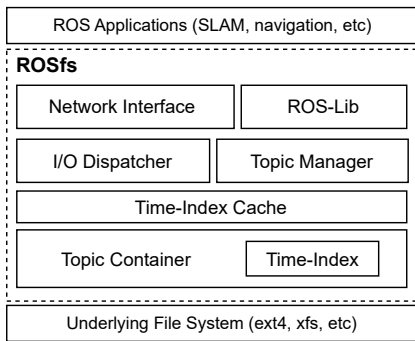 ROS Applications (SLAM, navigation, etc)
ROSfs
Network Interface ROS-Lib
I/O Dispatcher Topic Manager
Time-Index Cache
Topic Container Time-Index
Underlying File System (ext4, xfs, etc)